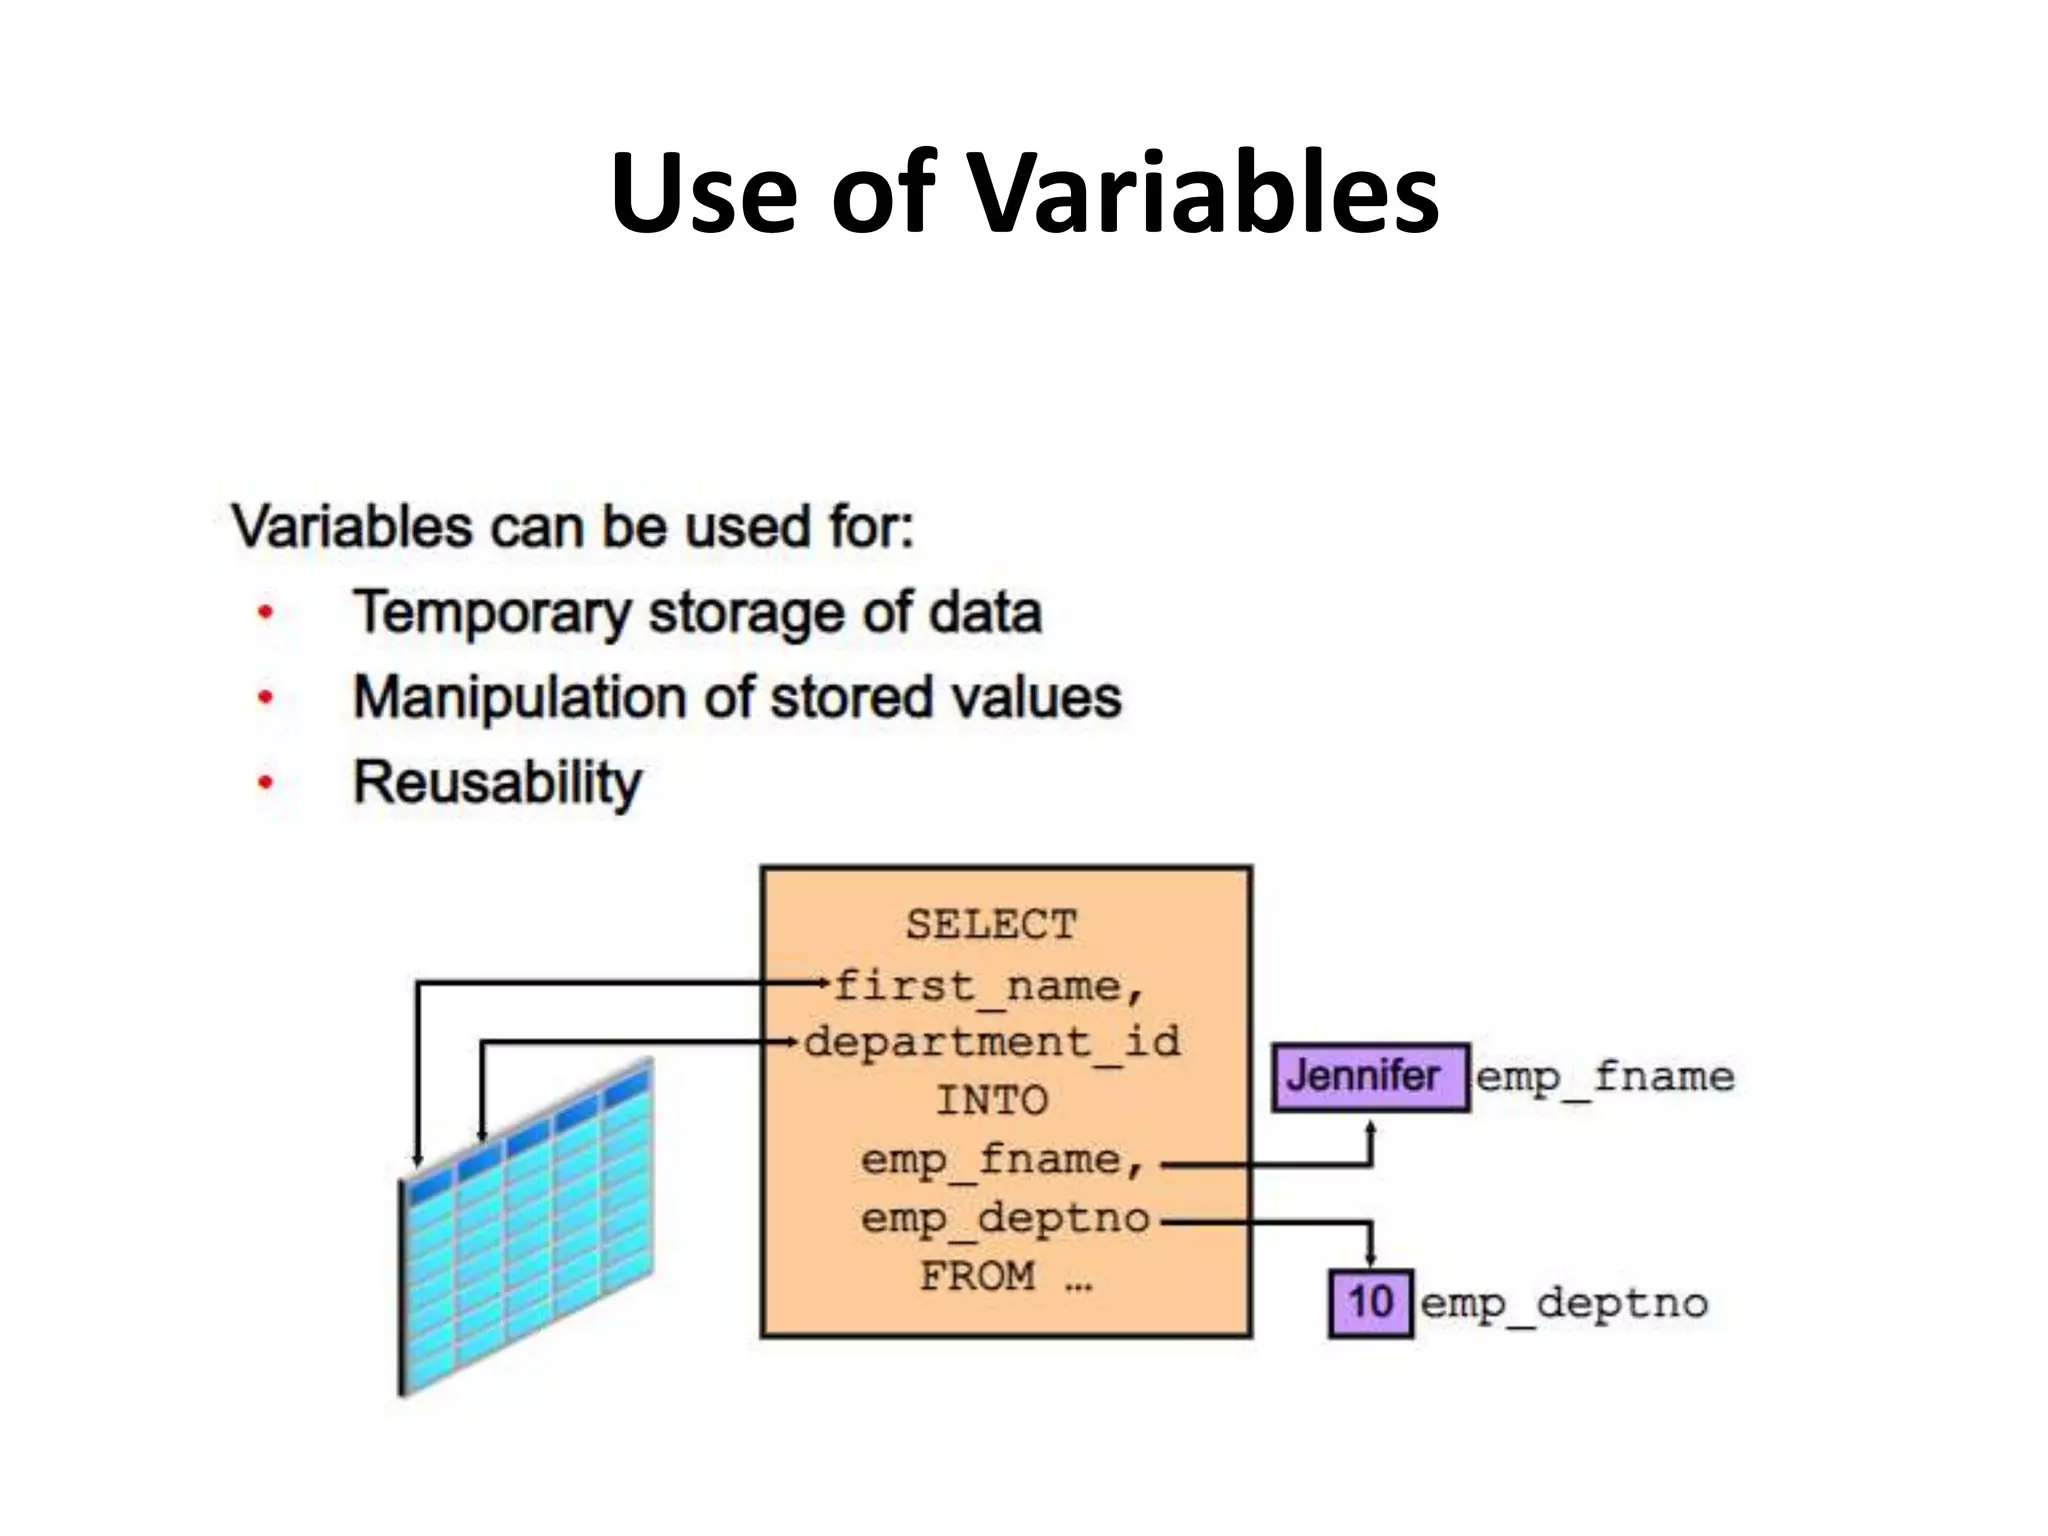 Use of Variables
Variables can be used for:
• Temporary storage of data
• Manipulation of stored values
• Reusability
SELECT
first_name,
department_id
INTO
emp_fname,
emp_deptno
FROM …
Jennifer emp_fname
10 emp_deptno